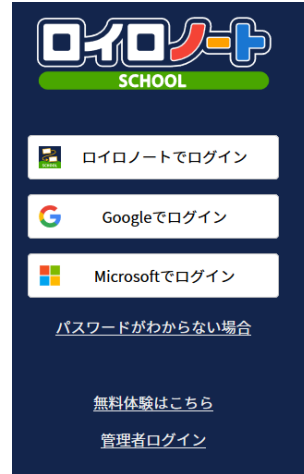 ロイロノート
SCHOOL
ロイロノートでログイン
Googleでログイン
Microsoftでログイン
パスワードがわからない場合
無料体験はこちら
管理者ログイン